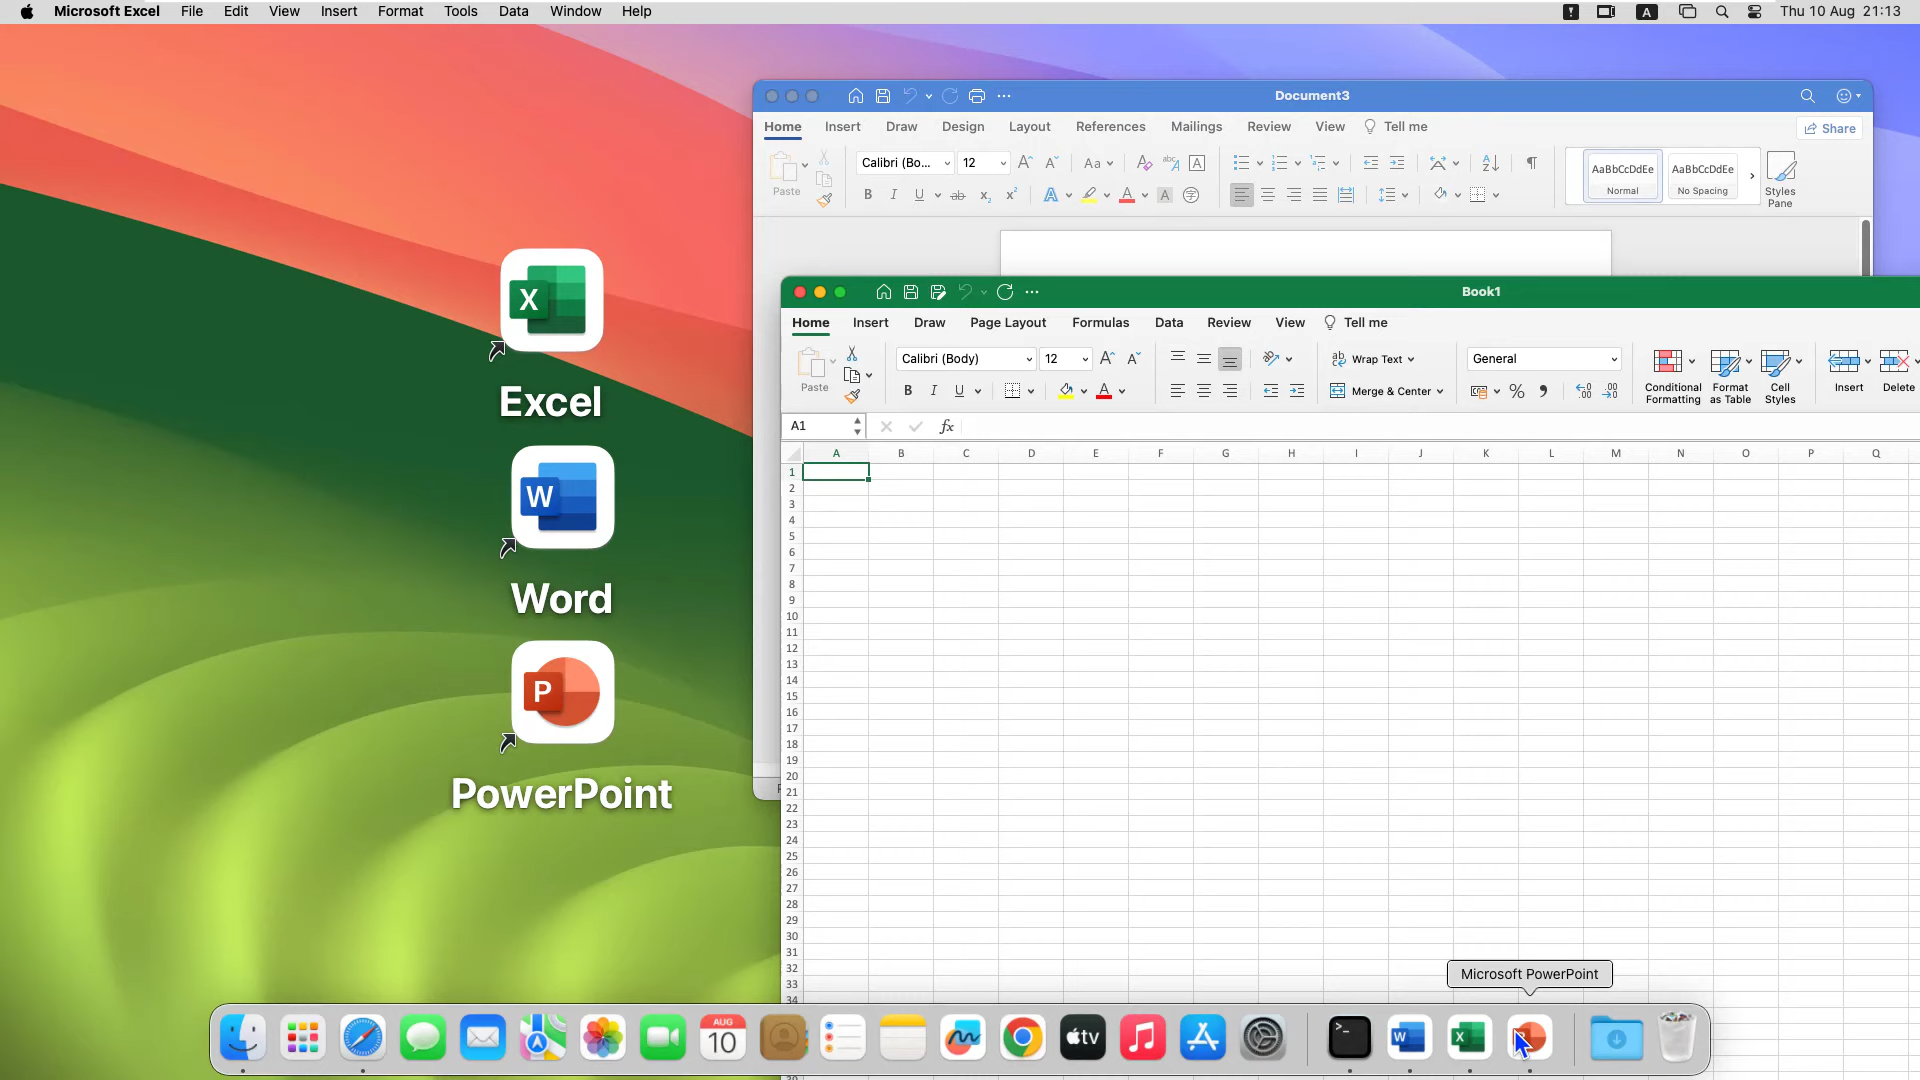 Microsoft Excel File Edit View Insert Format Tools Data Window Help A Thu 10 Aug 21:13
Document3
Home Insert Draw Design Layout References Mailings Review View Tell me Share
Paste Calibri (Bo... 12 Aa A AaBbCcDdEe AaBbCcDdEe
Normal No Spacing Styles Pane
B I U ab x₂ x² A A A
Book1
Home Insert Draw Page Layout Formulas Data Review View Tell me
Paste Calibri (Body) 12 ab Wrap Text General
B I U A Merge & Center % Conditional Formatting Format as Table Cell Styles Insert Delete
A1 fx
A B C D E F G H I J K L M N O P Q
1
2
3
4
5
6
7
8
9
10
11
12
13
14
15
16
17
18
19
20
21
22
23
24
25
26
27
28
29
30
31
32
33
34
X
Excel
W
Word
P
PowerPoint
Microsoft PowerPoint
AUG
10
tv
>_
W
X